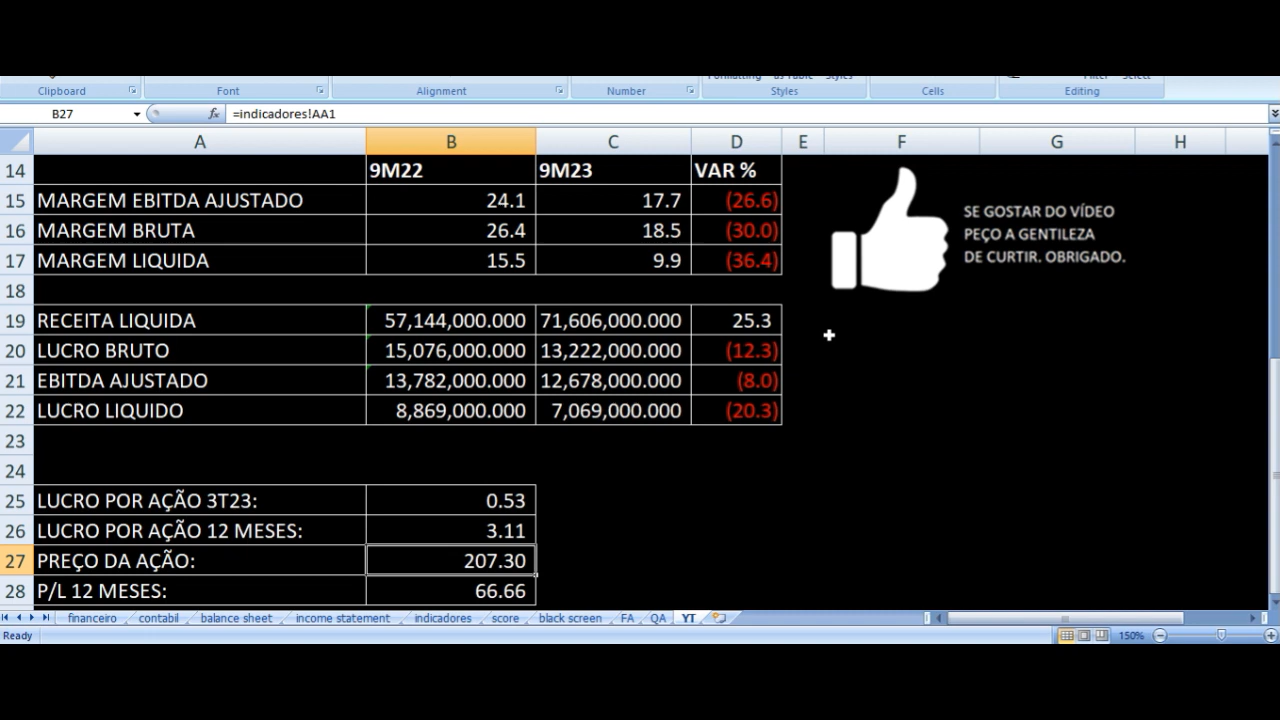 Clipboard Font Alignment Number Styles Cells Editing
B27 fx =indicadores!AA1
A B C D E F G H
14 9M22 9M23 VAR %
15 MARGEM EBITDA AJUSTADO 24.1 17.7 (26.6)
16 MARGEM BRUTA 26.4 18.5 (30.0)
17 MARGEM LIQUIDA 15.5 9.9 (36.4)
SE GOSTAR DO VÍDEO
PEÇO A GENTILEZA
DE CURTIR. OBRIGADO.
18
19 RECEITA LIQUIDA 57,144,000.000 71,606,000.000 25.3
20 LUCRO BRUTO 15,076,000.000 13,222,000.000 (12.3)
21 EBITDA AJUSTADO 13,782,000.000 12,678,000.000 (8.0)
22 LUCRO LIQUIDO 8,869,000.000 7,069,000.000 (20.3)
23
24
25 LUCRO POR AÇÃO 3T23: 0.53
26 LUCRO POR AÇÃO 12 MESES: 3.11
27 PREÇO DA AÇÃO: 207.30
28 P/L 12 MESES: 66.66
financeiro contabil balance sheet income statement indicadores score black screen FA QA YT
Ready 150%